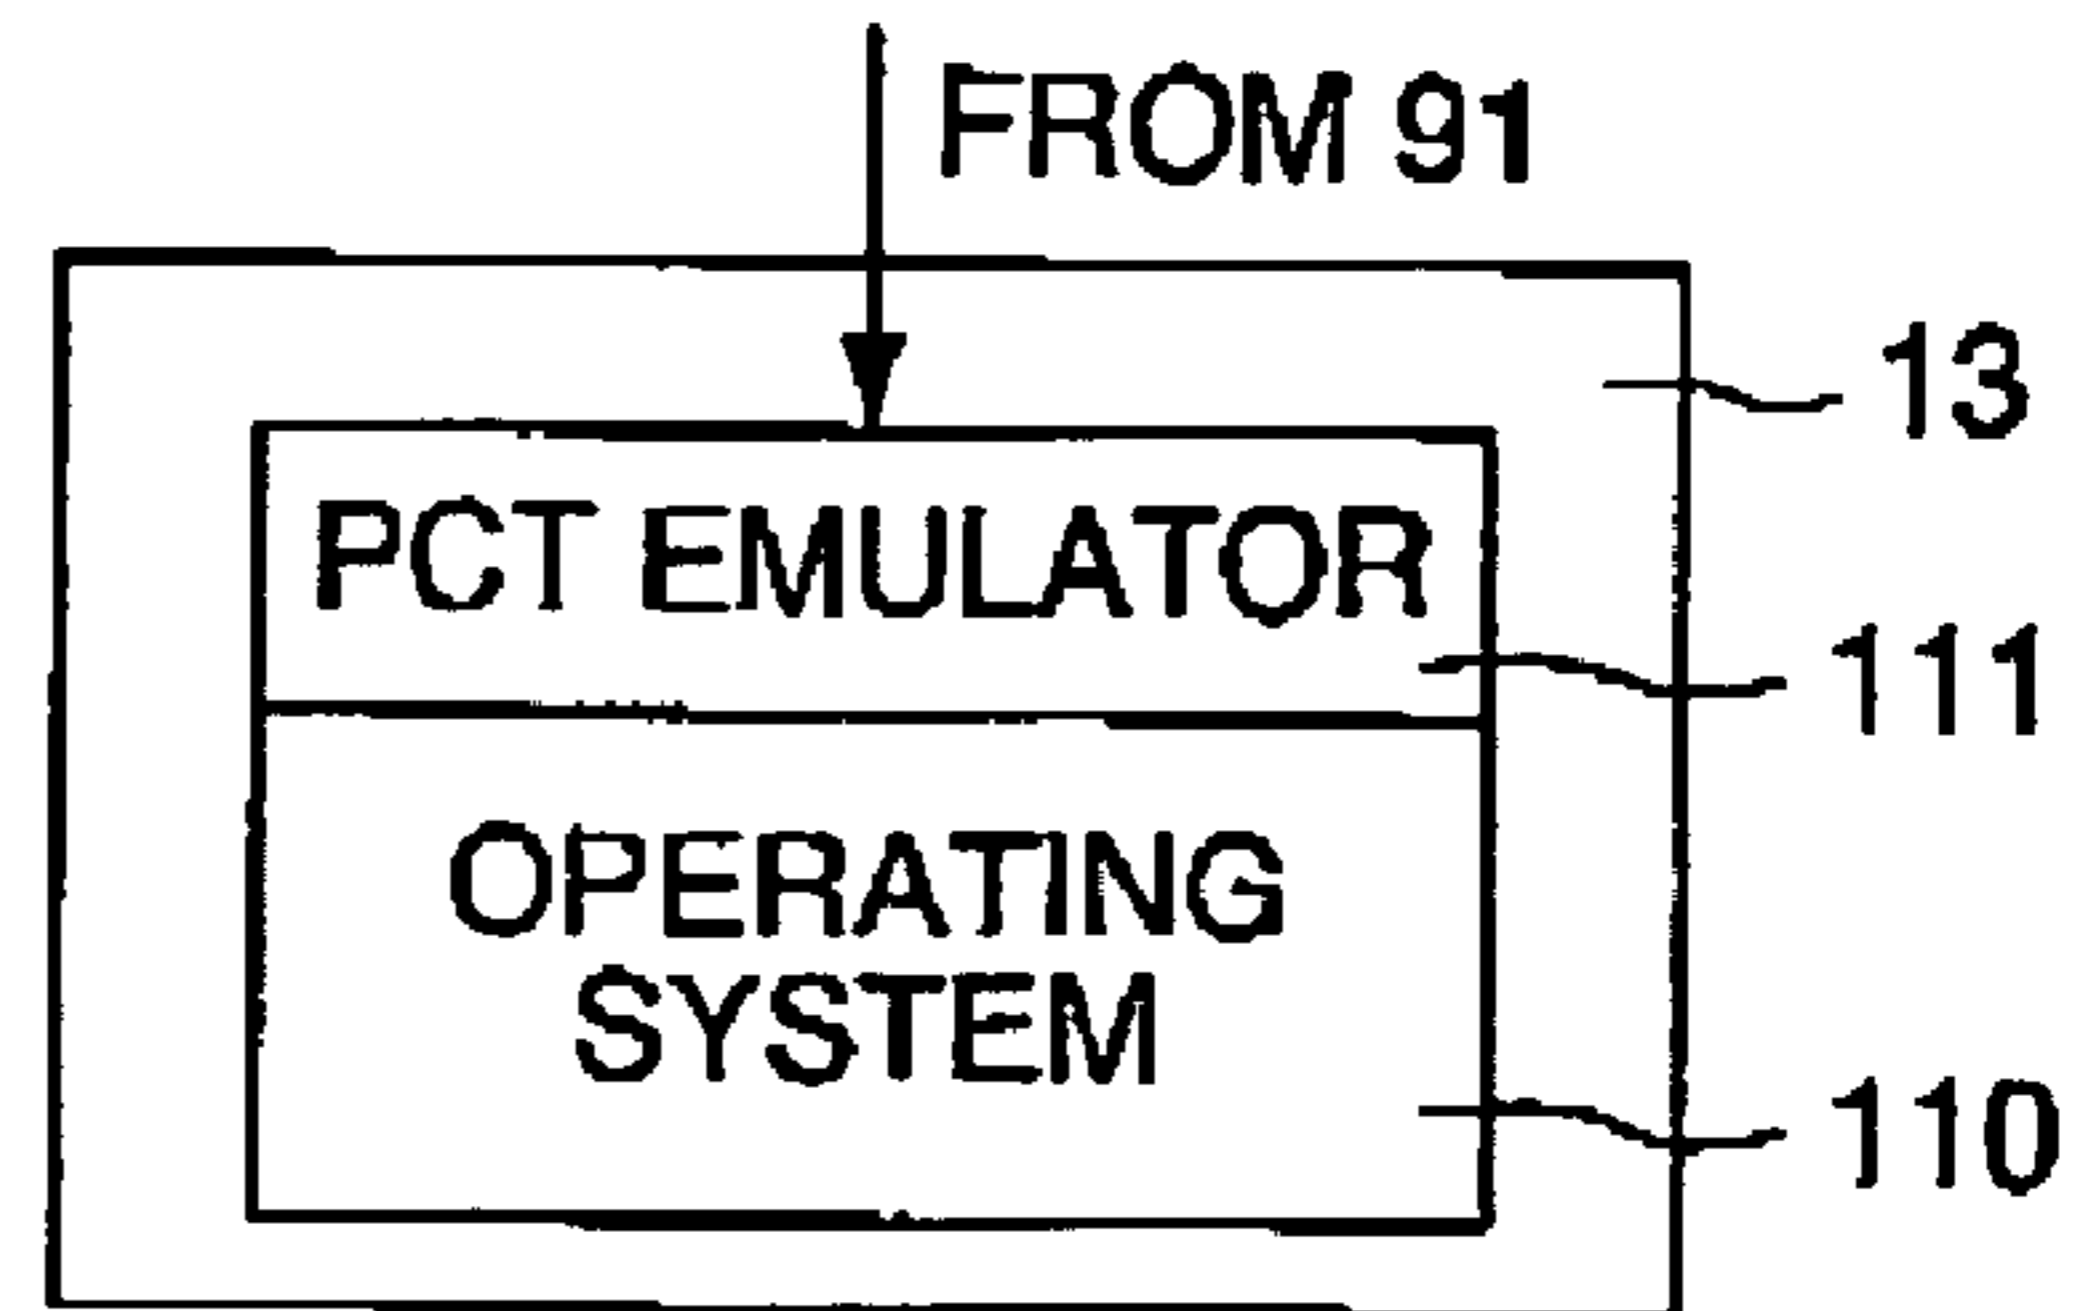 FROM 91
13
PCT EMULATOR
111
OPERATING
SYSTEM
110